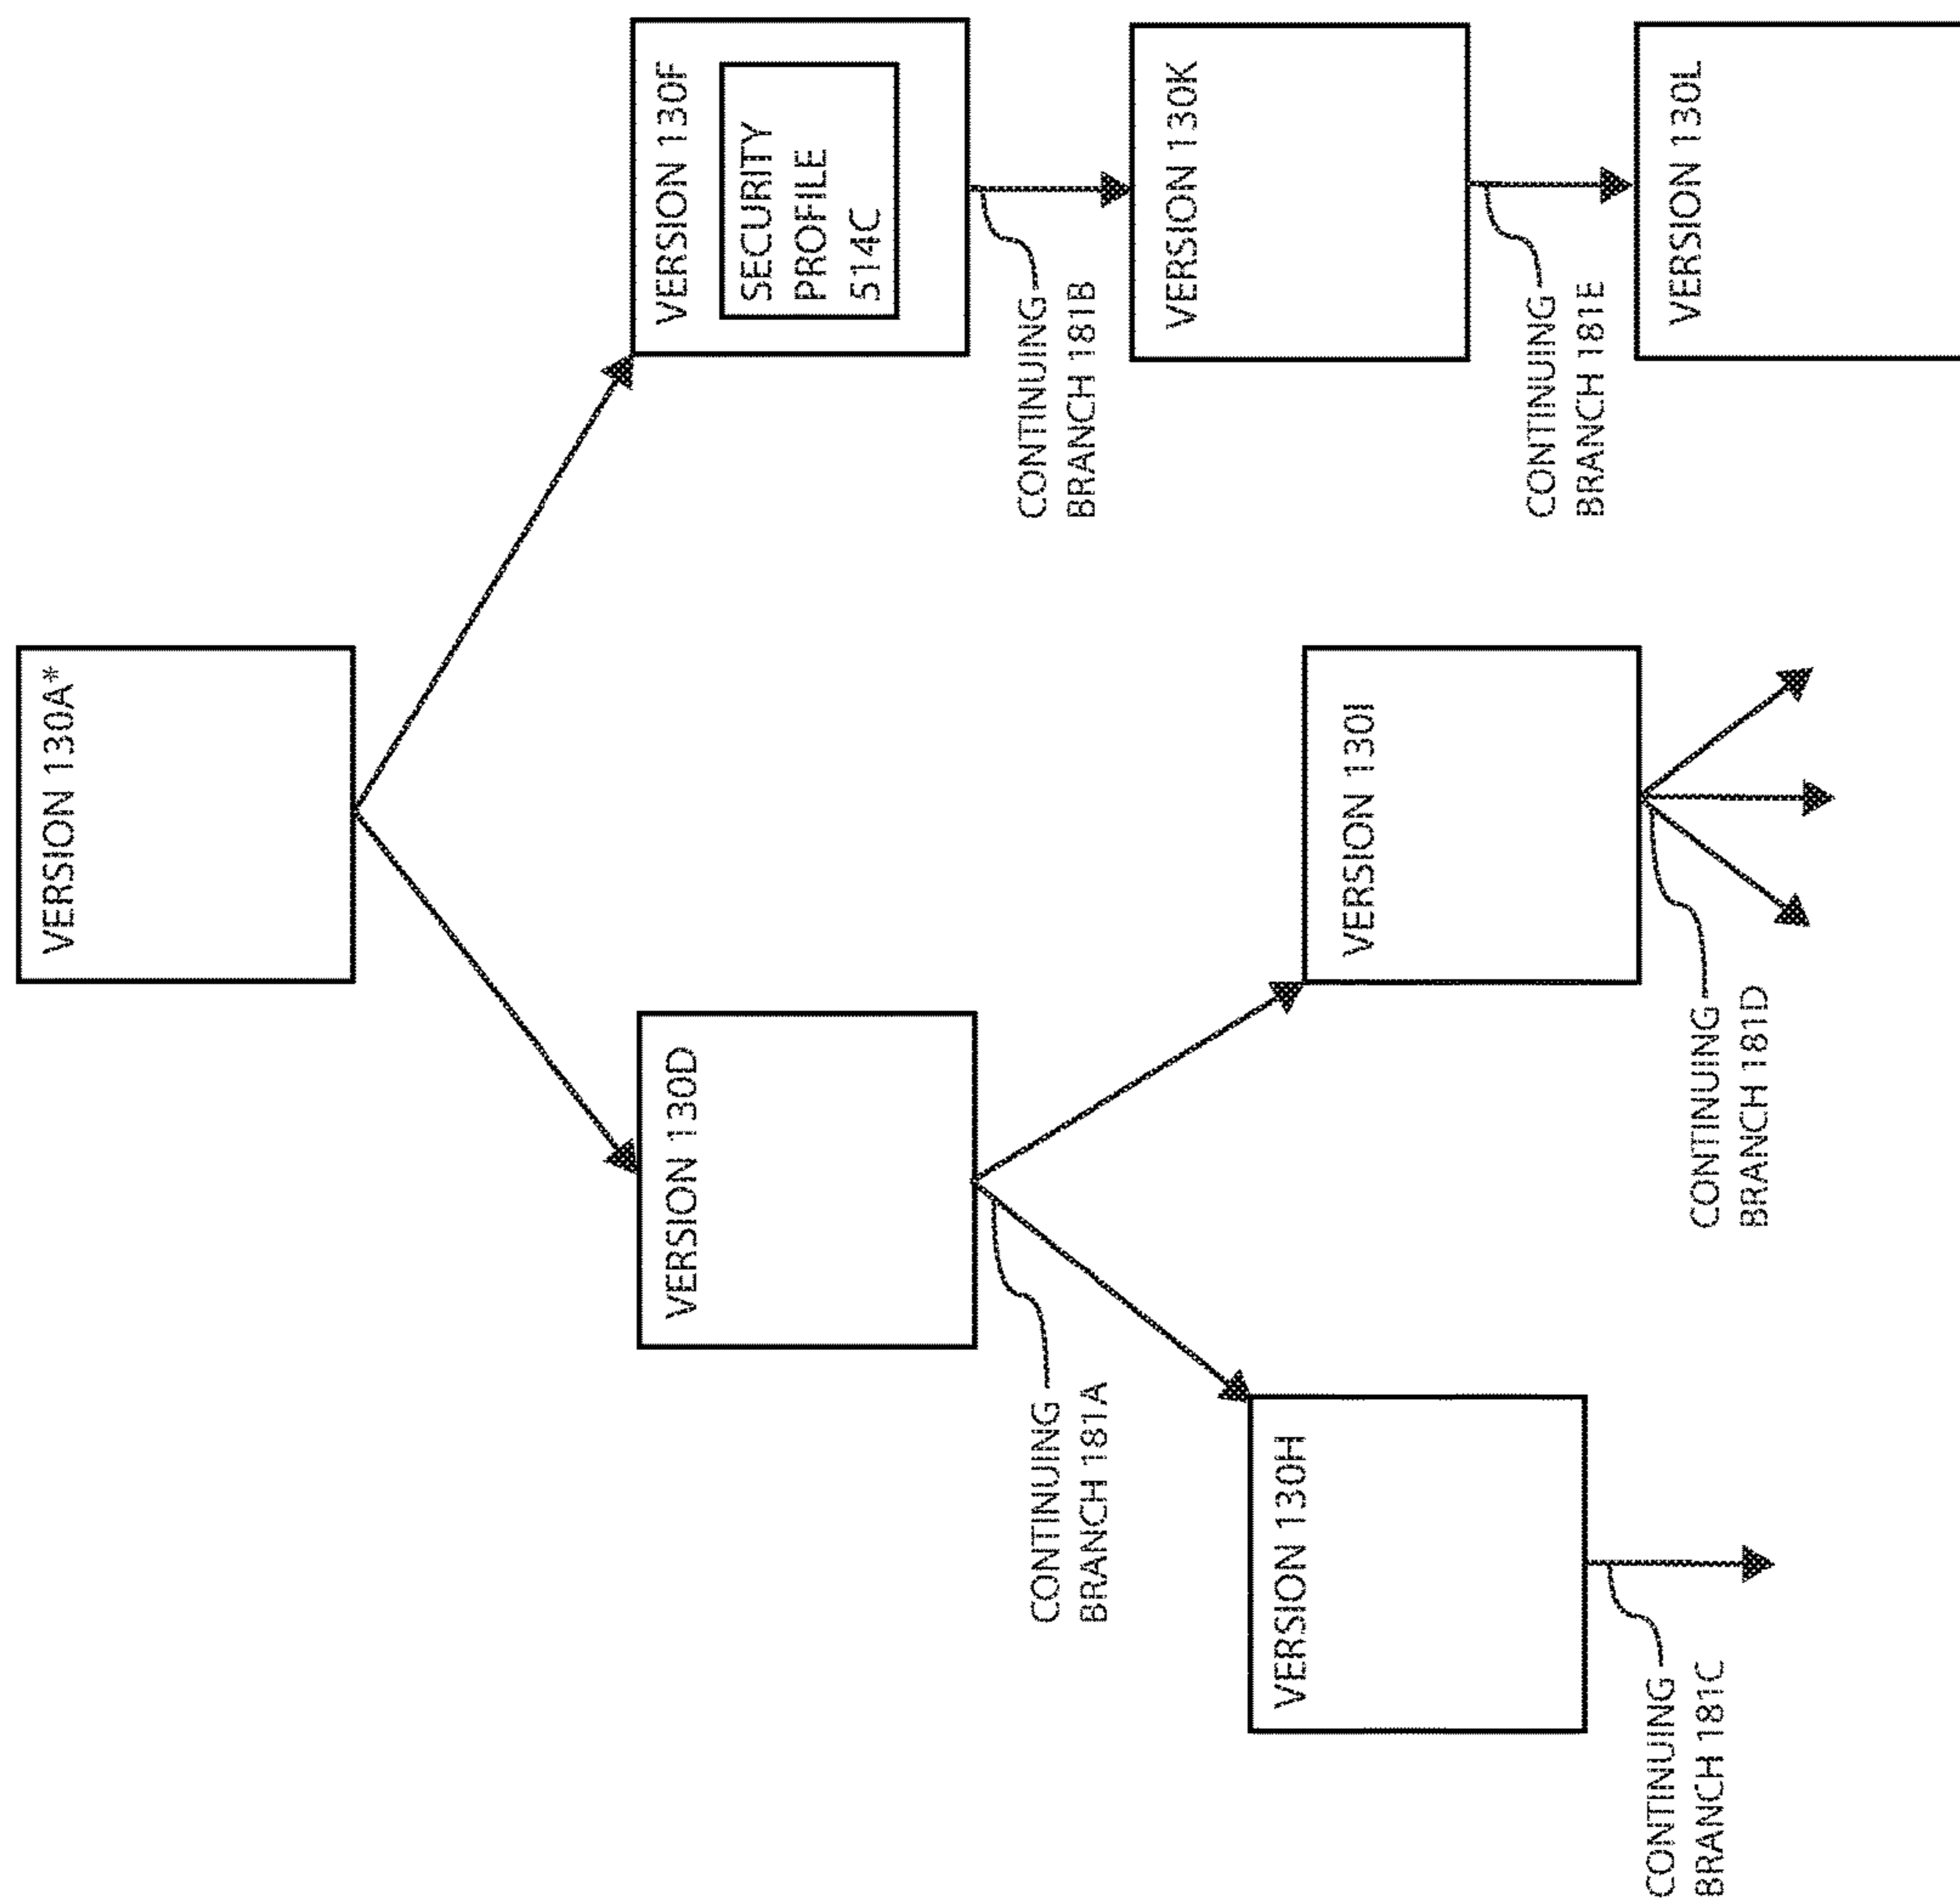 VERSION 130A*
VERSION 130D
VERSION 130F
SECURITY
PROFILE
514C
CONTINUING
BRANCH 181A
CONTINUING
BRANCH 181B
VERSION 130H
VERSION 130I
VERSION 130K
CONTINUING
BRANCH 181C
CONTINUING
BRANCH 181D
CONTINUING
BRANCH 181E
VERSION 130L